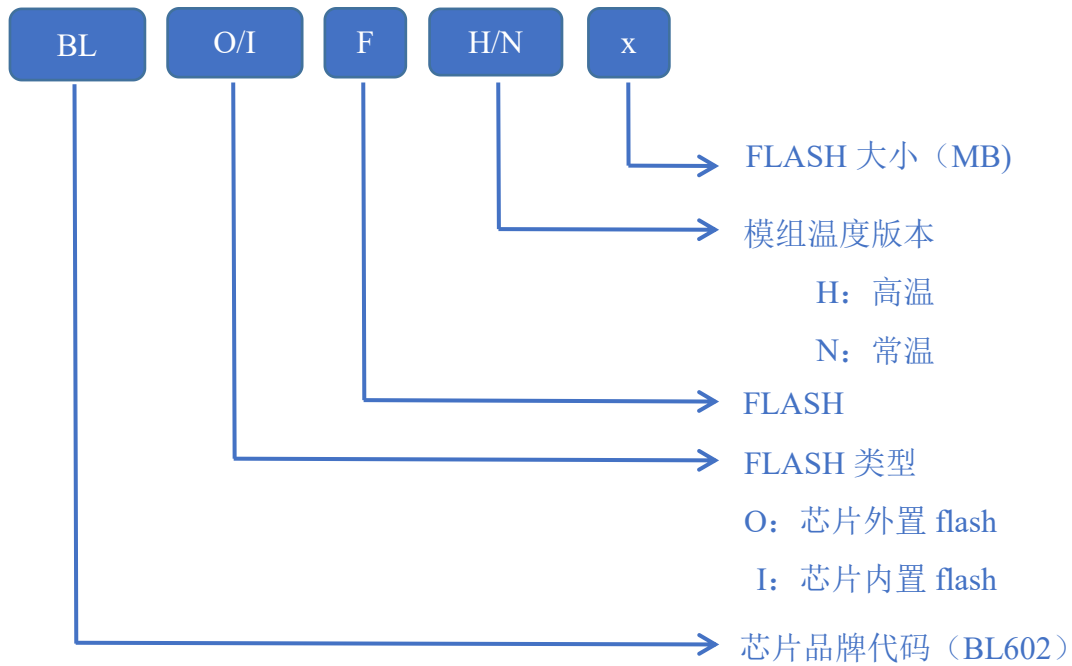 BL O/I F H/N x
FLASH 大小（MB)
模组温度版本
H：高温
N：常温
FLASH
FLASH 类型
O：芯片外置 flash
I：芯片内置 flash
芯片品牌代码（BL602）